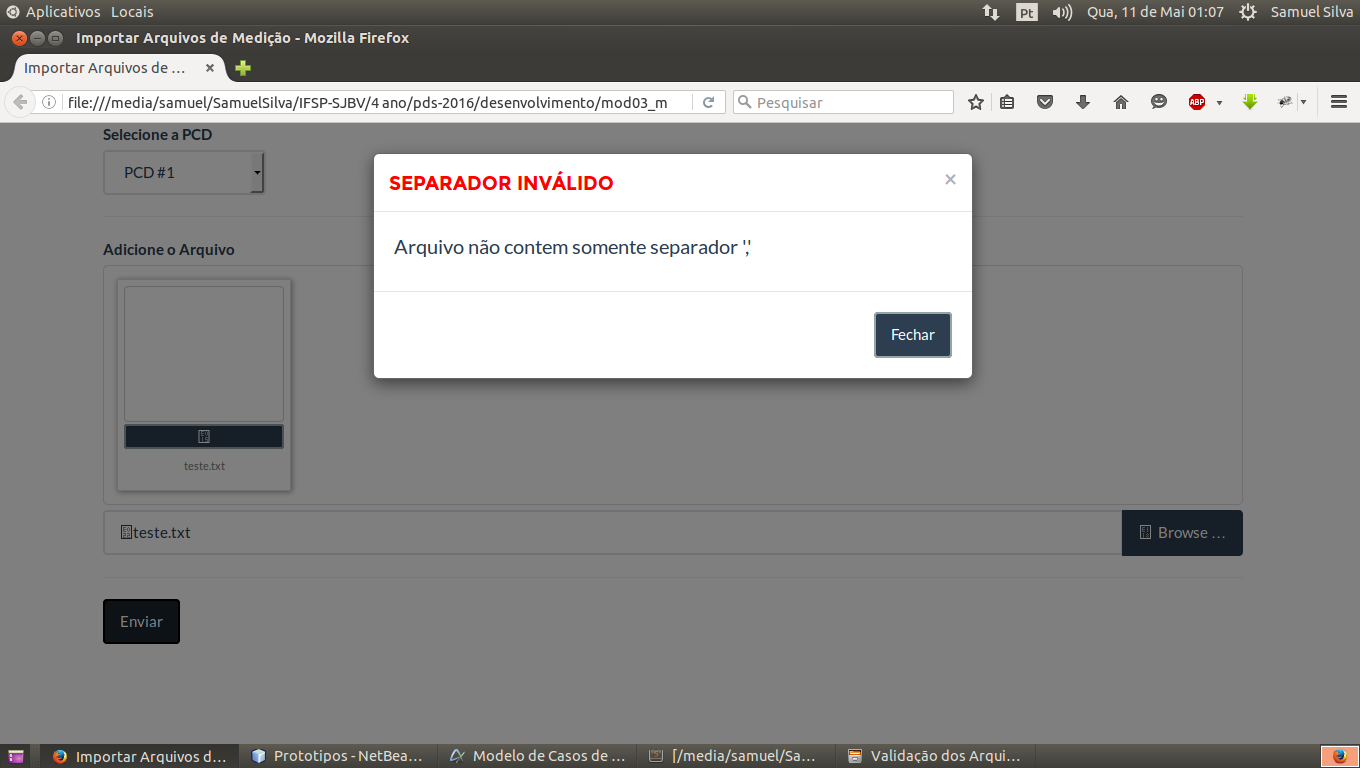 Aplicativos Locais
Pt
Qua, 11 de Mai 01:07
Samuel Silva
Importar Arquivos de Medição - Mozilla Firefox
Importar Arquivos de ...
file:///media/samuel/SamuelSilva/IFSP-SJBV/4 ano/pds-2016/desenvolvimento/mod03_m
Pesquisar
ABP
Selecione a PCD
PCD #1
SEPARADOR INVÁLIDO
×
Arquivo não contem somente separador ','
Fechar
Adicione o Arquivo
teste.txt
teste.txt
Browse ...
Enviar
Importar Arquivos d...
Prototipos - NetBea...
Modelo de Casos de ...
[/media/samuel/Sa...
Validação dos Arqui...